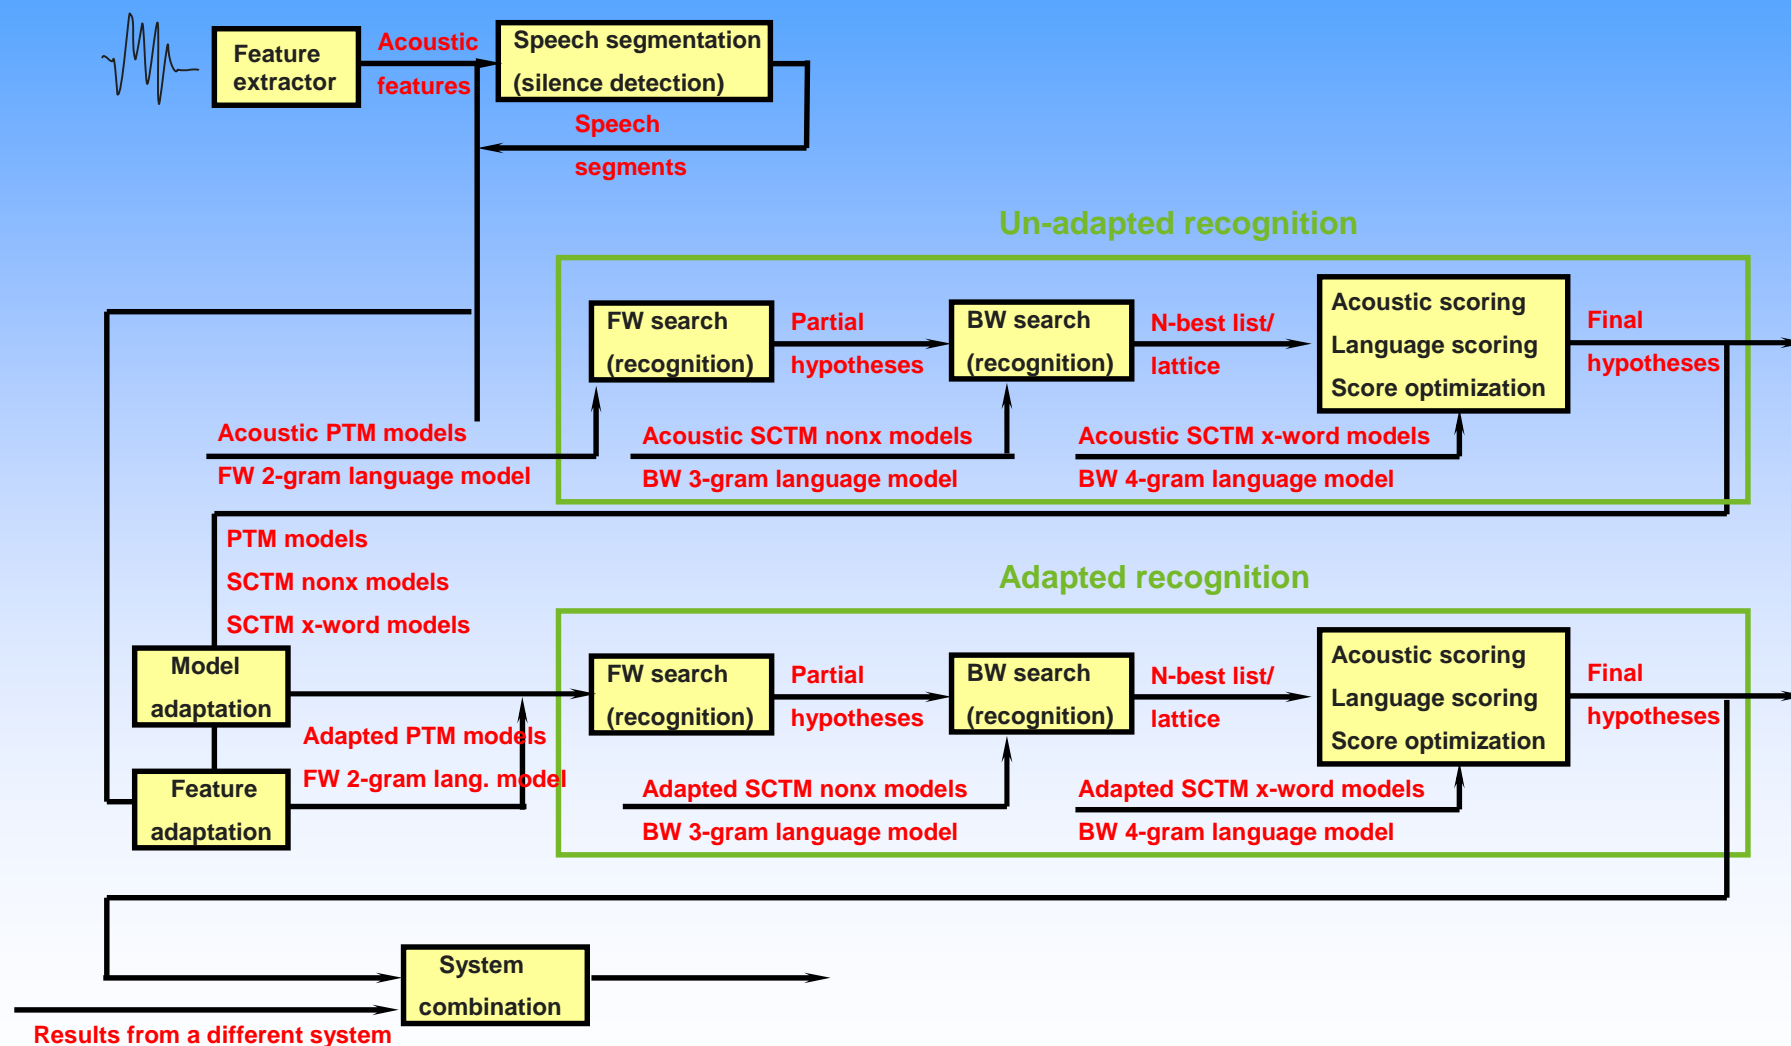 Feature
extractor
Acoustic
features
Speech segmentation
(silence detection)
Speech
segments
Un-adapted recognition
FW search
(recognition)
Partial
hypotheses
BW search
(recognition)
N-best list/
lattice
Acoustic scoring
Language scoring
Score optimization
Final
hypotheses
Acoustic PTM models
FW 2-gram language model
Acoustic SCTM nonx models
BW 3-gram language model
Acoustic SCTM x-word models
BW 4-gram language model
PTM models
SCTM nonx models
SCTM x-word models
Adapted recognition
Model
adaptation
Feature
adaptation
Adapted PTM models
FW 2-gram lang. model
FW search
(recognition)
Partial
hypotheses
BW search
(recognition)
N-best list/
lattice
Acoustic scoring
Language scoring
Score optimization
Final
hypotheses
Adapted SCTM nonx models
BW 3-gram language model
Adapted SCTM x-word models
BW 4-gram language model
System
combination
Results from a different system